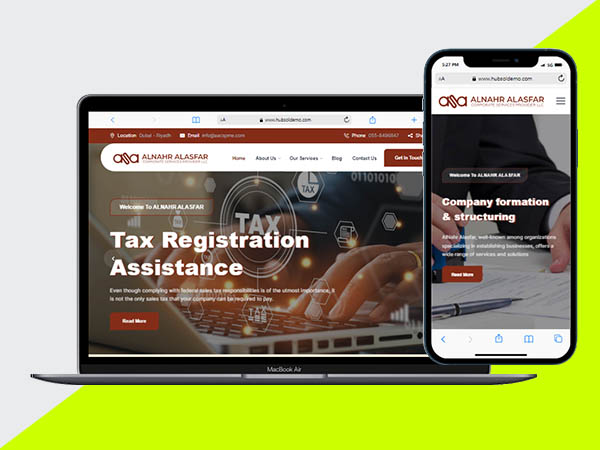 www.hubsoldemo.com
Location Dubai - Riyadh
Email info@aacspme.com
Phone 055-8496847
Sha
ALNAHR ALASFAR
CORPORATE SERVICES PROVIDER LLC
Home About Us Our Services Blog Contact Us Get in Touch
Welcome To ALNAHR ALASFAR
TAX
TAX
Tax Registration
Assistance
Even though complying with federal sales tax responsibilities is of the utmost importance, it
is not the only sales tax that your company can be required to pay.
Read More
MacBook Air
5:27 PM
5G
AA www.hubsoldemo.com
ALNAHR ALASFAR
CORPORATE SERVICES PROVIDER LLC
Welcome To ALNAHR ALASFAR
Company formation
& structuring
AlNahr Alasfar, well-known among organizations
specializing in establishing businesses, offers a
wide range of services and solutions
Read More